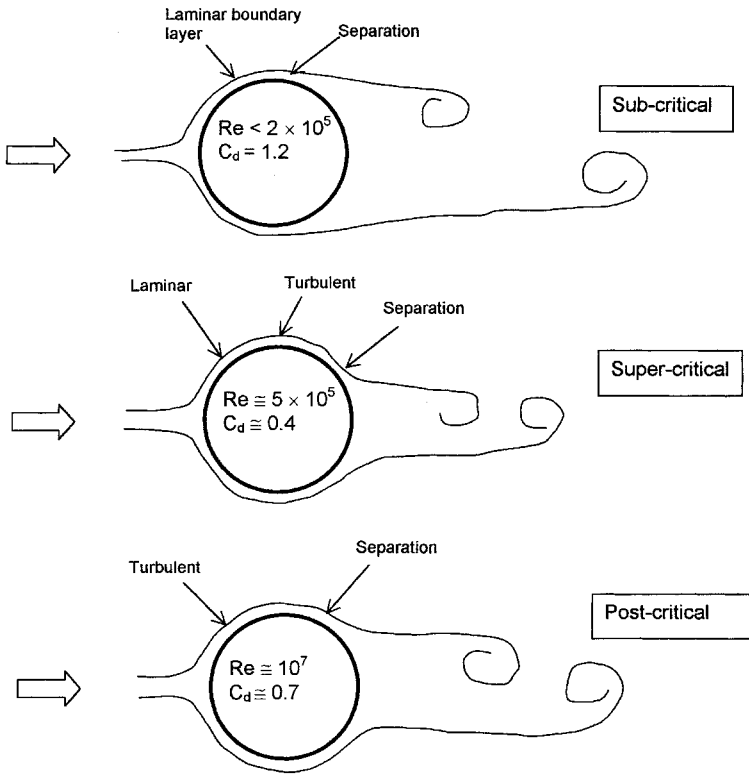 Laminar boundary
layer
Separation
Re < 2 × 10⁵
C_d = 1.2
Sub-critical
Laminar
Turbulent
Separation
Re ≅ 5 × 10⁵
C_d ≅ 0.4
Super-critical
Turbulent
Separation
Re ≅ 10⁷
C_d ≅ 0.7
Post-critical